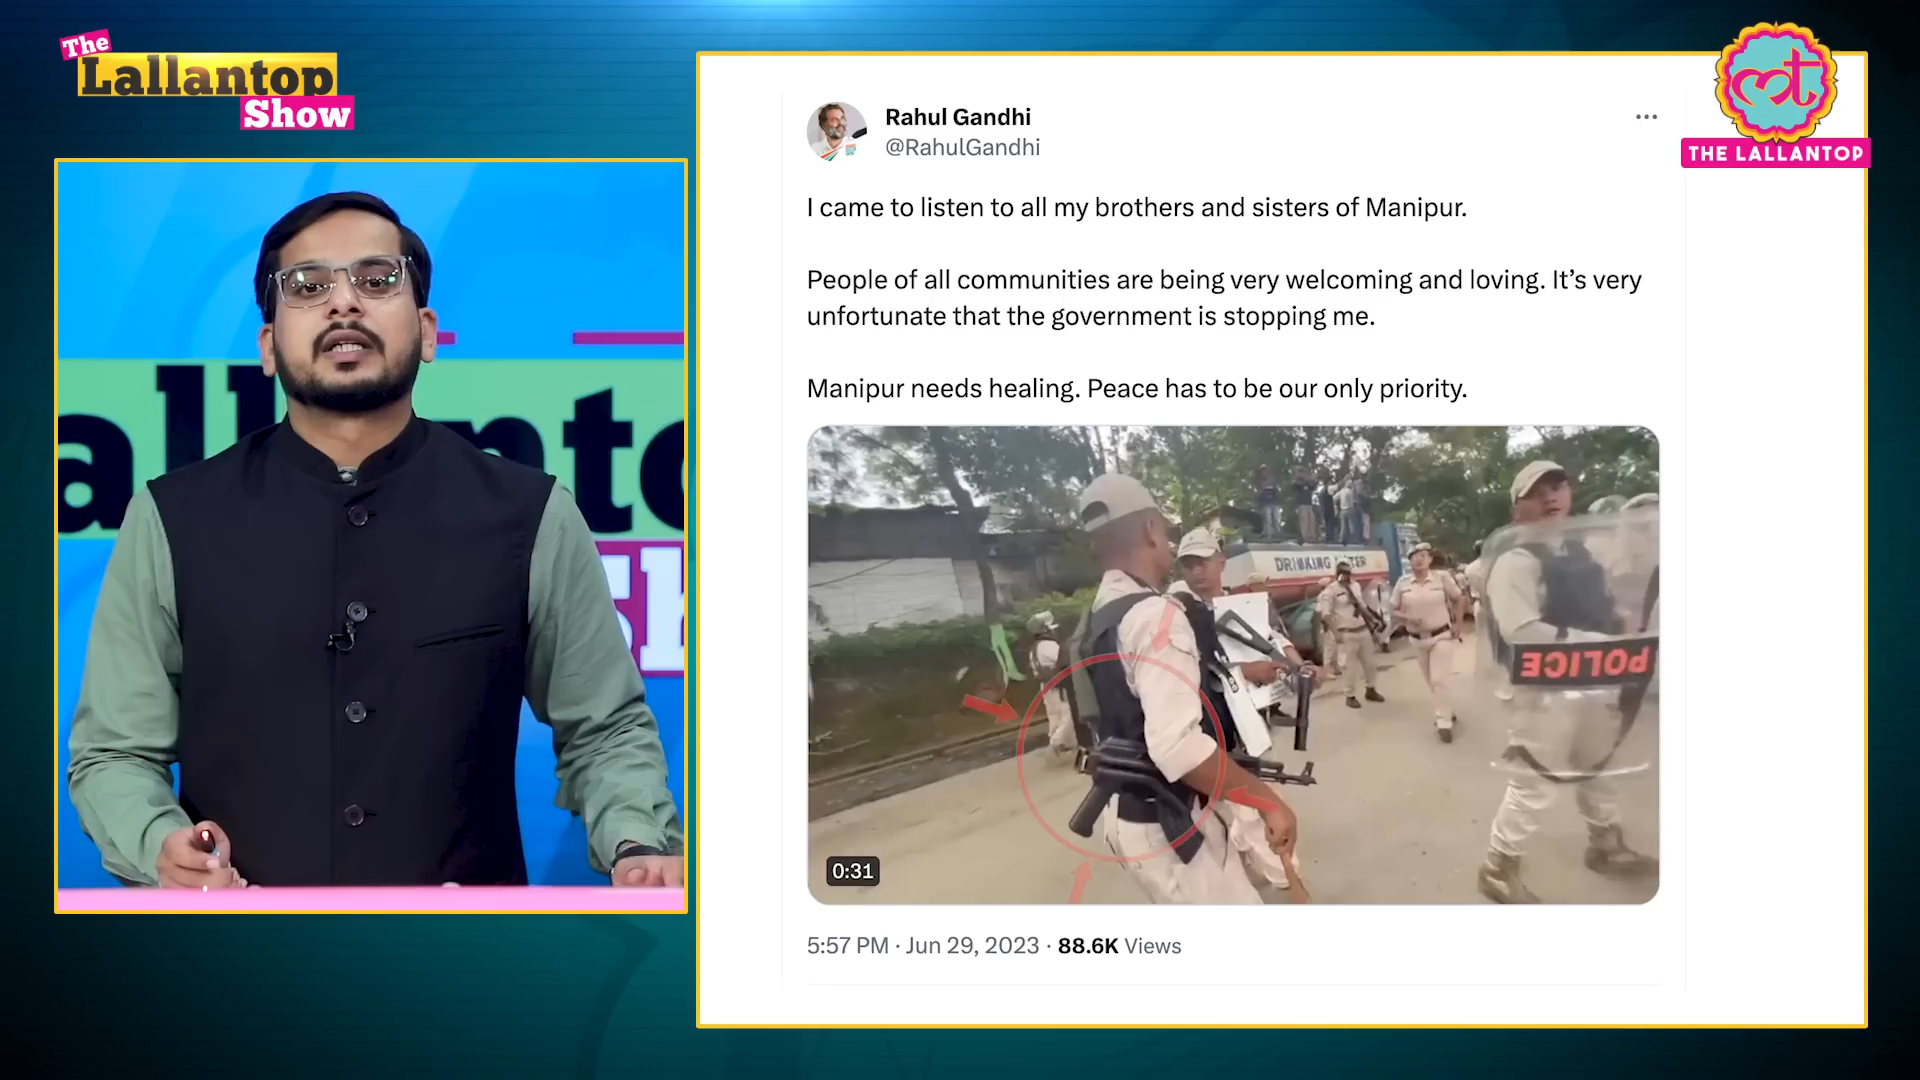 The
Lallantop
Show
THE LALLANTOP
Rahul Gandhi
@RahulGandhi
I came to listen to all my brothers and sisters of Manipur.
People of all communities are being very welcoming and loving. It’s very
unfortunate that the government is stopping me.
Manipur needs healing. Peace has to be our only priority.
DRINKING
POLICE
0:31
5:57 PM · Jun 29, 2023 · 88.6K Views